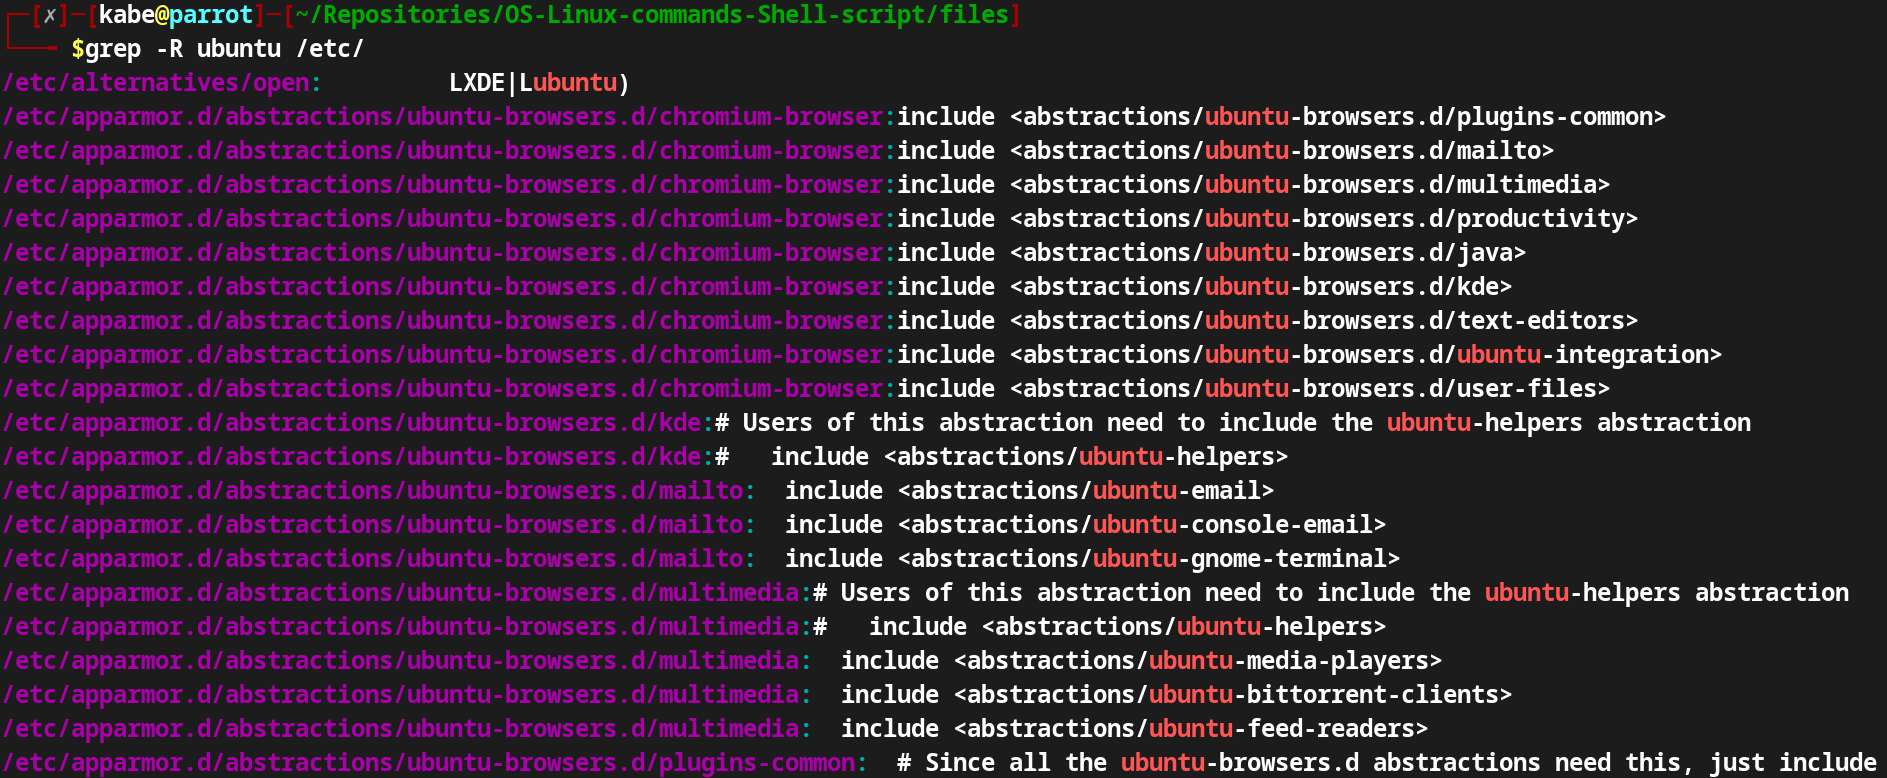 ┌─[✗]─[kabe@parrot]─[~/Repositories/OS-Linux-commands-Shell-script/files]
└──╼ $grep -R ubuntu /etc/
/etc/alternatives/open:         LXDE|Lubuntu)
/etc/apparmor.d/abstractions/ubuntu-browsers.d/chromium-browser:include <abstractions/ubuntu-browsers.d/plugins-common>
/etc/apparmor.d/abstractions/ubuntu-browsers.d/chromium-browser:include <abstractions/ubuntu-browsers.d/mailto>
/etc/apparmor.d/abstractions/ubuntu-browsers.d/chromium-browser:include <abstractions/ubuntu-browsers.d/multimedia>
/etc/apparmor.d/abstractions/ubuntu-browsers.d/chromium-browser:include <abstractions/ubuntu-browsers.d/productivity>
/etc/apparmor.d/abstractions/ubuntu-browsers.d/chromium-browser:include <abstractions/ubuntu-browsers.d/java>
/etc/apparmor.d/abstractions/ubuntu-browsers.d/chromium-browser:include <abstractions/ubuntu-browsers.d/kde>
/etc/apparmor.d/abstractions/ubuntu-browsers.d/chromium-browser:include <abstractions/ubuntu-browsers.d/text-editors>
/etc/apparmor.d/abstractions/ubuntu-browsers.d/chromium-browser:include <abstractions/ubuntu-browsers.d/ubuntu-integration>
/etc/apparmor.d/abstractions/ubuntu-browsers.d/chromium-browser:include <abstractions/ubuntu-browsers.d/user-files>
/etc/apparmor.d/abstractions/ubuntu-browsers.d/kde:# Users of this abstraction need to include the ubuntu-helpers abstraction
/etc/apparmor.d/abstractions/ubuntu-browsers.d/kde:#   include <abstractions/ubuntu-helpers>
/etc/apparmor.d/abstractions/ubuntu-browsers.d/mailto:  include <abstractions/ubuntu-email>
/etc/apparmor.d/abstractions/ubuntu-browsers.d/mailto:  include <abstractions/ubuntu-console-email>
/etc/apparmor.d/abstractions/ubuntu-browsers.d/mailto:  include <abstractions/ubuntu-gnome-terminal>
/etc/apparmor.d/abstractions/ubuntu-browsers.d/multimedia:# Users of this abstraction need to include the ubuntu-helpers abstraction
/etc/apparmor.d/abstractions/ubuntu-browsers.d/multimedia:#   include <abstractions/ubuntu-helpers>
/etc/apparmor.d/abstractions/ubuntu-browsers.d/multimedia:  include <abstractions/ubuntu-media-players>
/etc/apparmor.d/abstractions/ubuntu-browsers.d/multimedia:  include <abstractions/ubuntu-bittorrent-clients>
/etc/apparmor.d/abstractions/ubuntu-browsers.d/multimedia:  include <abstractions/ubuntu-feed-readers>
/etc/apparmor.d/abstractions/ubuntu-browsers.d/plugins-common:  # Since all the ubuntu-browsers.d abstractions need this, just include